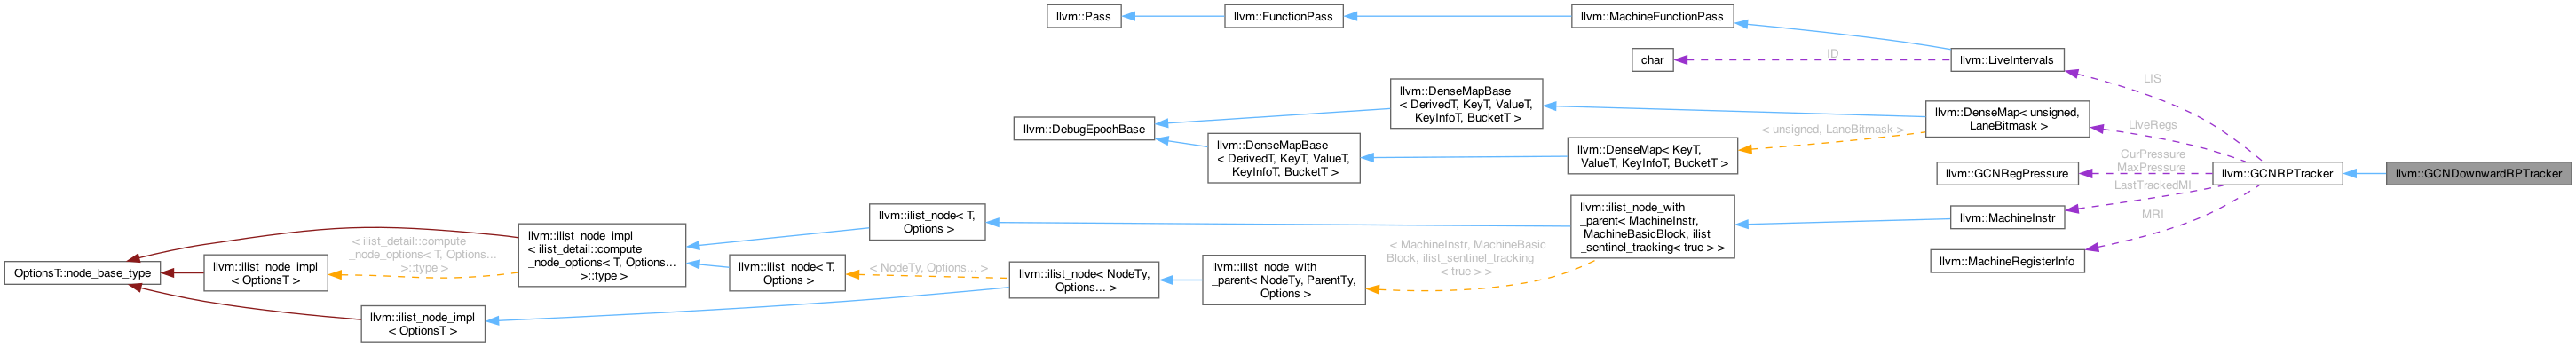 llvm::Pass
llvm::FunctionPass
llvm::MachineFunctionPass
char
ID
llvm::LiveIntervals
LIS
llvm::DenseMapBase
< DerivedT, KeyT, ValueT,
KeyInfoT, BucketT >
llvm::DenseMap< unsigned,
LaneBitmask >
llvm::DebugEpochBase
< unsigned, LaneBitmask >
LiveRegs
llvm::DenseMapBase
< DerivedT, KeyT, ValueT,
KeyInfoT, BucketT >
llvm::DenseMap< KeyT,
ValueT, KeyInfoT, BucketT >
CurPressure
MaxPressure
llvm::GCNRegPressure
llvm::GCNRPTracker
llvm::GCNDownwardRPTracker
LastTrackedMI
llvm::ilist_node< T,
Options >
llvm::ilist_node_with
_parent< MachineInstr,
MachineBasicBlock, ilist
_sentinel_tracking< true > >
llvm::MachineInstr
MRI
llvm::ilist_node_impl
< ilist_detail::compute
_node_options< T, Options...
>::type >
< ilist_detail::compute
_node_options< T, Options...
>::type >
< MachineInstr, MachineBasic
Block, ilist_sentinel_tracking
< true > >
llvm::MachineRegisterInfo
OptionsT::node_base_type
llvm::ilist_node_impl
< OptionsT >
llvm::ilist_node< T,
Options >
< NodeTy, Options... >
llvm::ilist_node< NodeTy,
Options... >
llvm::ilist_node_with
_parent< NodeTy, ParentTy,
Options >
llvm::ilist_node_impl
< OptionsT >